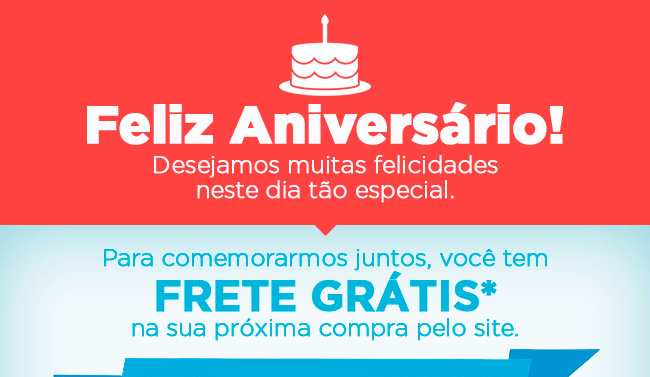 Feliz Aniversário!
Desejamos muitas felicidades
neste dia tão especial.
Para comemorarmos juntos, você tem
FRETE GRÁTIS*
na sua próxima compra pelo site.